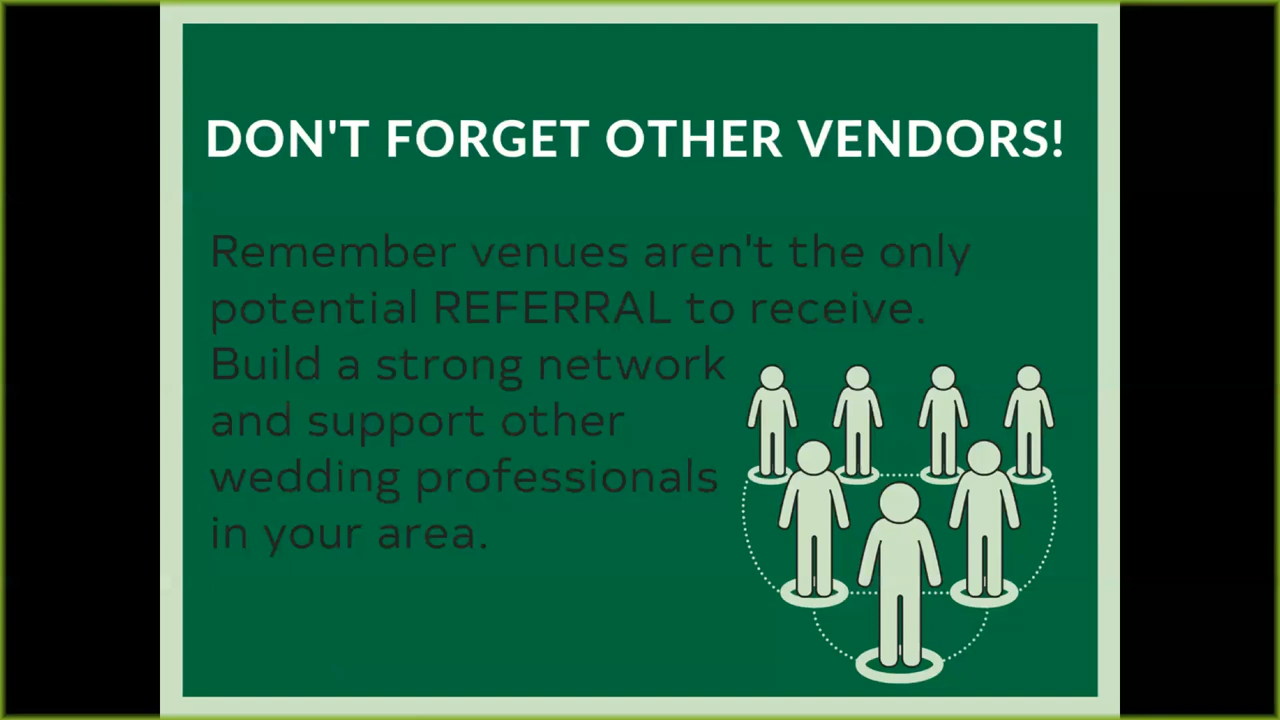 DON'T FORGET OTHER VENDORS!
Remember venues aren't the only
potential REFERRAL to receive.
Build a strong network
and support other
wedding professionals
in your area.